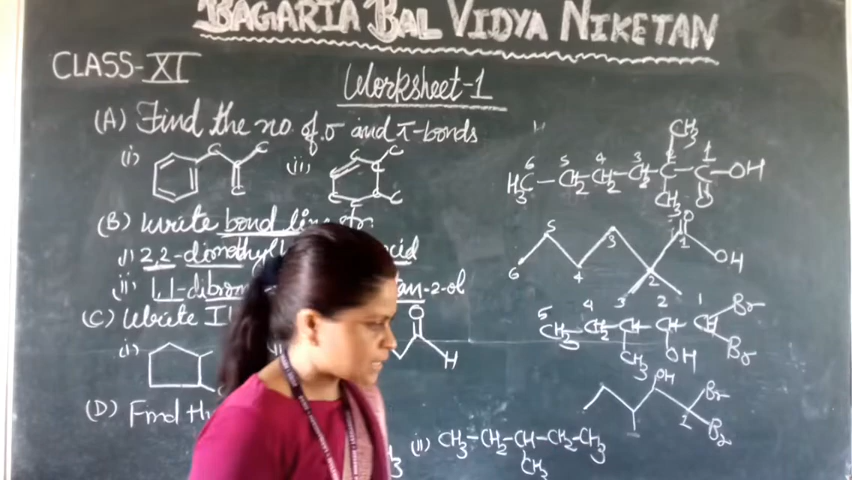 BAGARIA BAL VIDYA NIKETAN
CLASS-XI
Worksheet-1
(A) Find the no. of σ and π-bonds
(i) C C C
(ii) C C C C
(B) Write bond line for
i) 2,2-dimethyl
ii) 1,1-dibrom tan-2-ol
(C) Write
(i)
O
H
(D) Find th
CH3
6 5 4 3 2 1
H3C-CH2-CH2-CH2-C-C-OH
CH3 O
5 3 O
1
OH
6 4 2
5 4 3 2 1 Br
CH3-CH2-CH-CH-CH
CH3 OH Br
OH Br
2
Br
(ii) CH3-CH2-CH-CH2-CH3
CH3